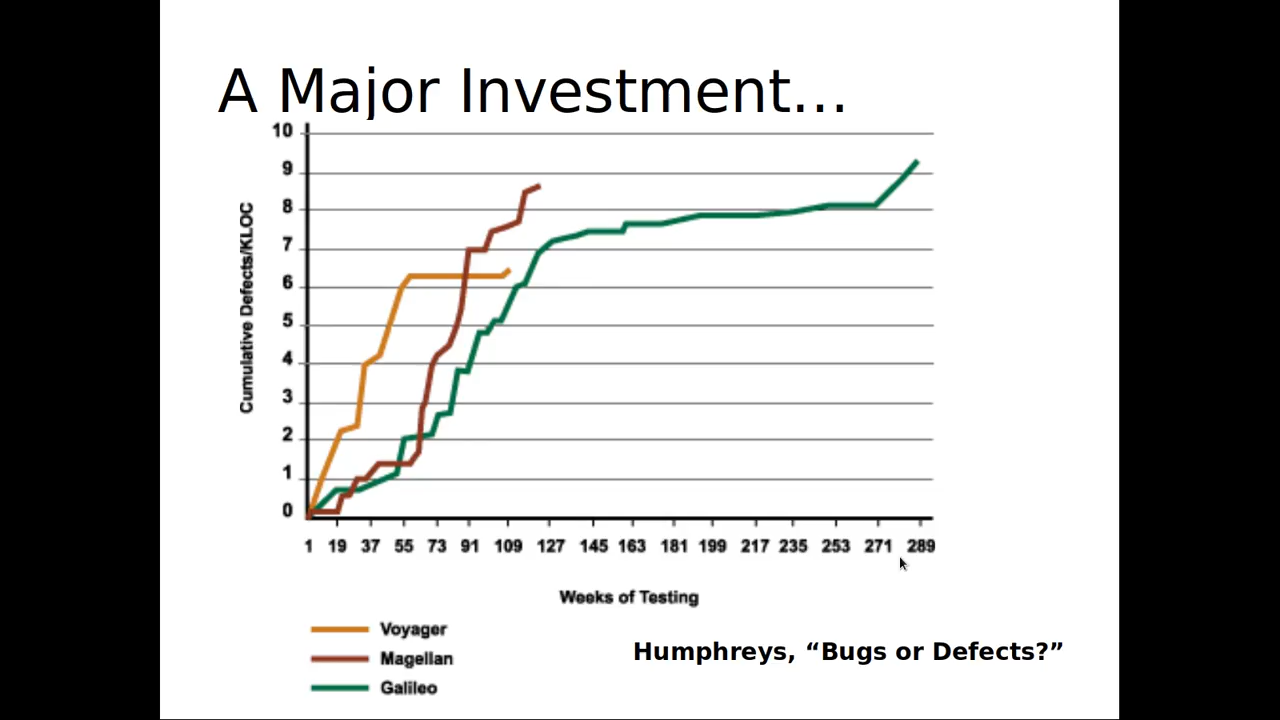 A Major Investment...
10
9
8
7
6
5
4
3
2
1
0
Cumulative Defects/KLOC
1 19 37 55 73 91 109 127 145 163 181 199 217 235 253 271 289
Weeks of Testing
Voyager
Magellan
Galileo
Humphreys, “Bugs or Defects?”